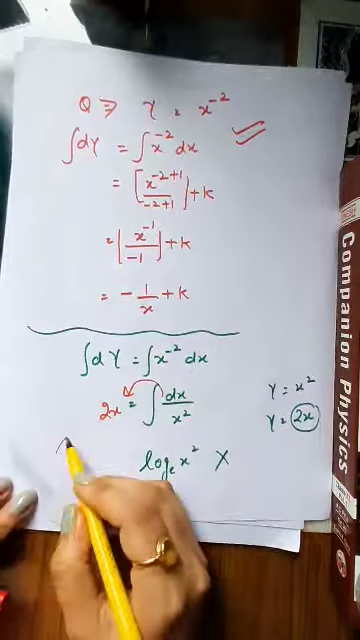 Q ⇒ Y = x⁻²
∫dY = ∫x⁻² dx
= [x⁻²⁺¹/-2+1] + k
= [x⁻¹/-1] + k
= - 1/x + k
∫dY = ∫x⁻² dx
2x = ∫dx/x²
Y = x²
Y = 2x
logₑ x² X
Companion Physics